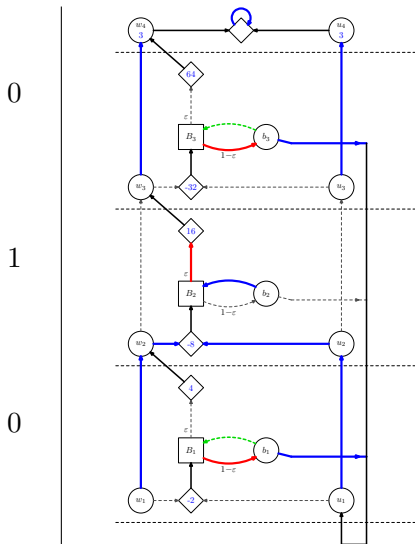 w₄ u₄
3 3
64
0
ε
B₃ b₃
1−ε
w₃ -32 u₃
16
1
ε
B₂ b₂
1−ε
w₂ -8 u₂
4
0
ε
B₁ b₁
1−ε
w₁ -2 u₁